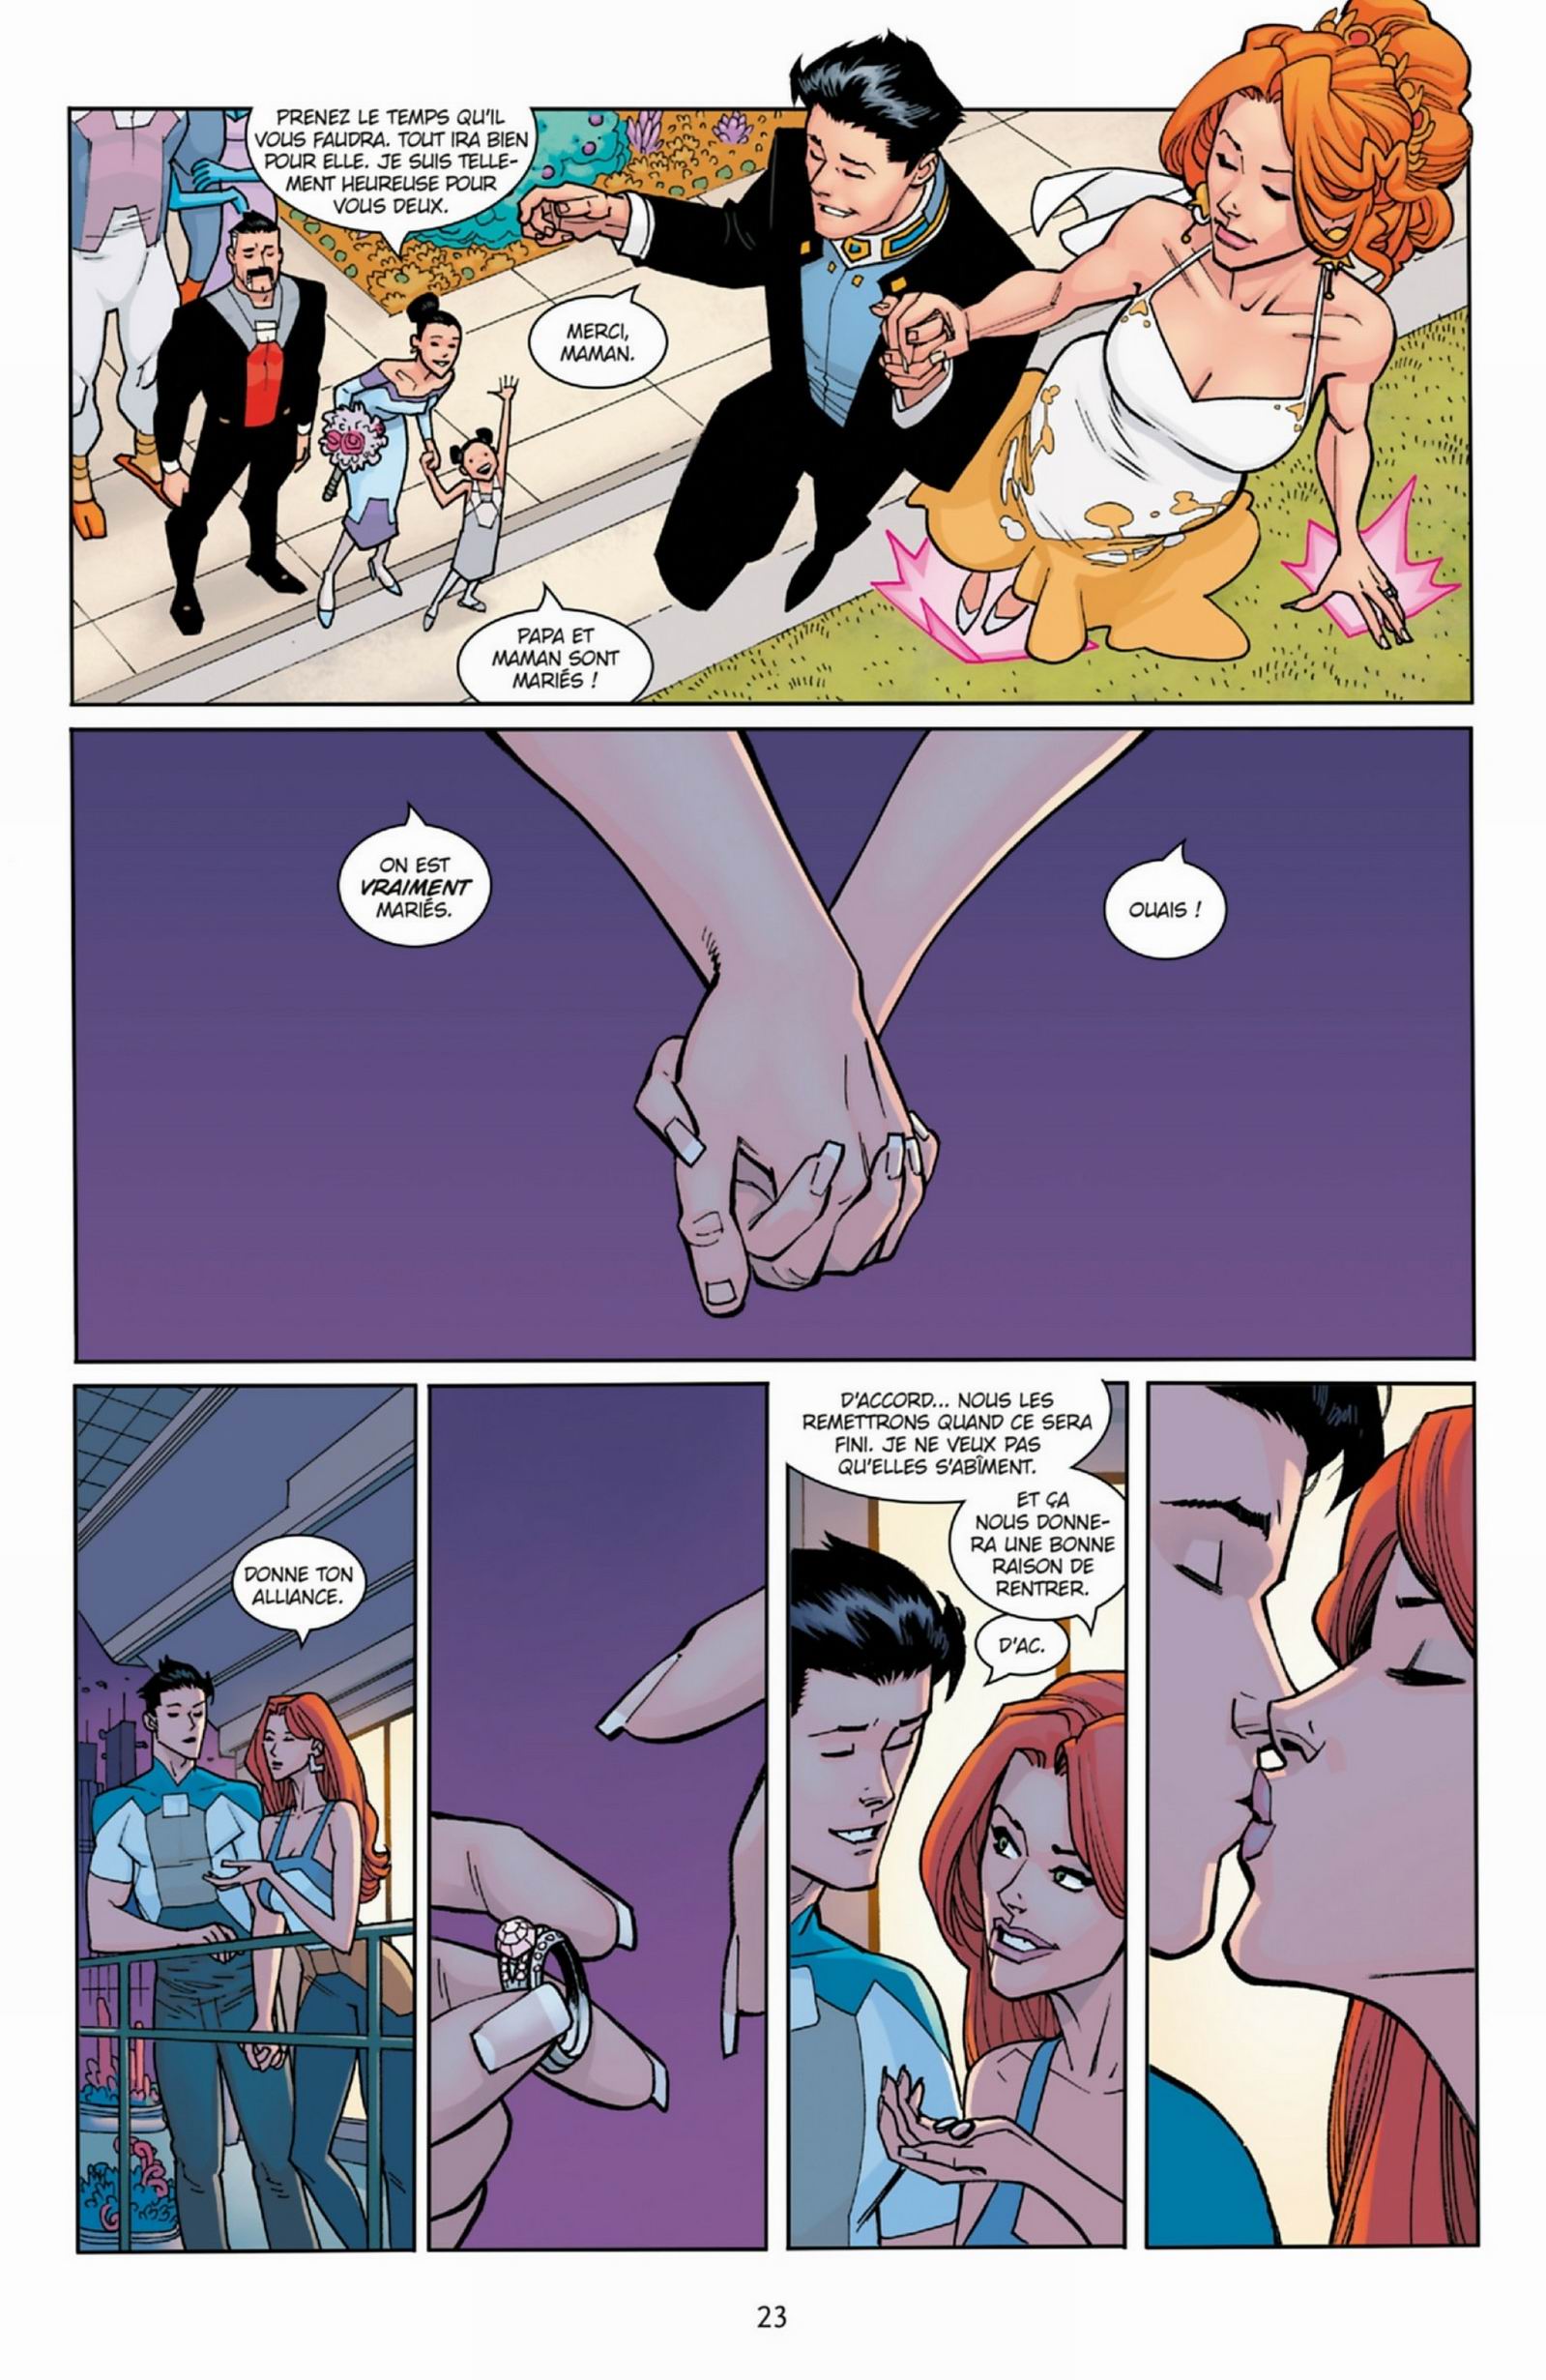 PRENEZ LE TEMPS QU'IL
VOUS FAUDRA. TOUT IRA BIEN
POUR ELLE. JE SUIS TELLE-
MENT HEUREUSE POUR
VOUS DEUX.
MERCI,
MAMAN.
PAPA ET
MAMAN SONT
MARIÉS !
ON EST
VRAIMENT
MARIÉS.
OUAIS !
DONNE TON
ALLIANCE.
D'ACCORD... NOUS LES
REMETTRONS QUAND CE SERA
FINI. JE NE VEUX PAS
QU'ELLES S'ABÎMENT.
ET ÇA
NOUS DONNE-
RA UNE BONNE
RAISON DE
RENTRER.
D'AC.
23